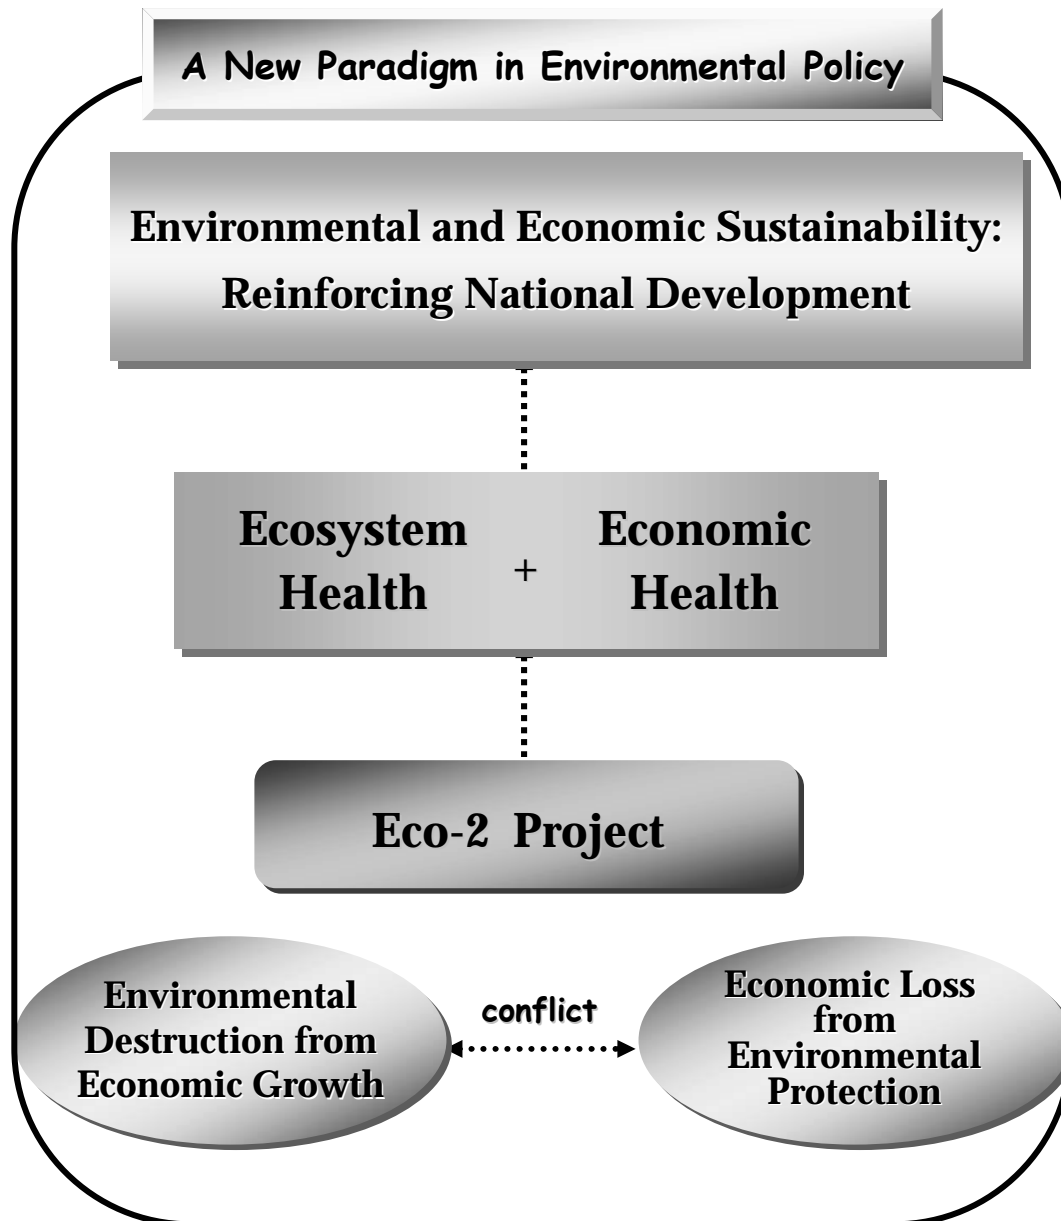 A New Paradigm in Environmental Policy
Environmental and Economic Sustainability:
Reinforcing National Development
Ecosystem
Health
+
Economic
Health
Eco-2 Project
Environmental
Destruction from
Economic Growth
conflict
Economic Loss
from
Environmental
Protection